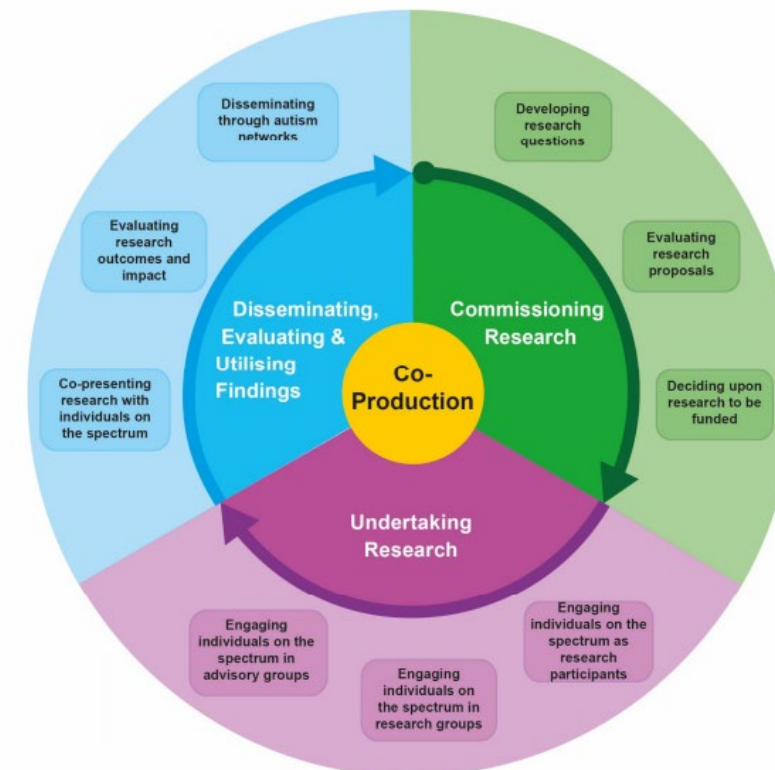 Disseminating
through autism
networks
Developing
research
questions
Evaluating
research
outcomes and
impact
Evaluating
research
proposals
Disseminating,
Evaluating &
Utilising
Findings
Commissioning
Research
Co-
Production
Co-presenting
research with
individuals on
the spectrum
Deciding upon
research to be
funded
Undertaking
Research
Engaging
individuals on the
spectrum in
advisory groups
Engaging
individuals on
the spectrum in
research groups
Engaging
individuals on the
spectrum as
research
participants